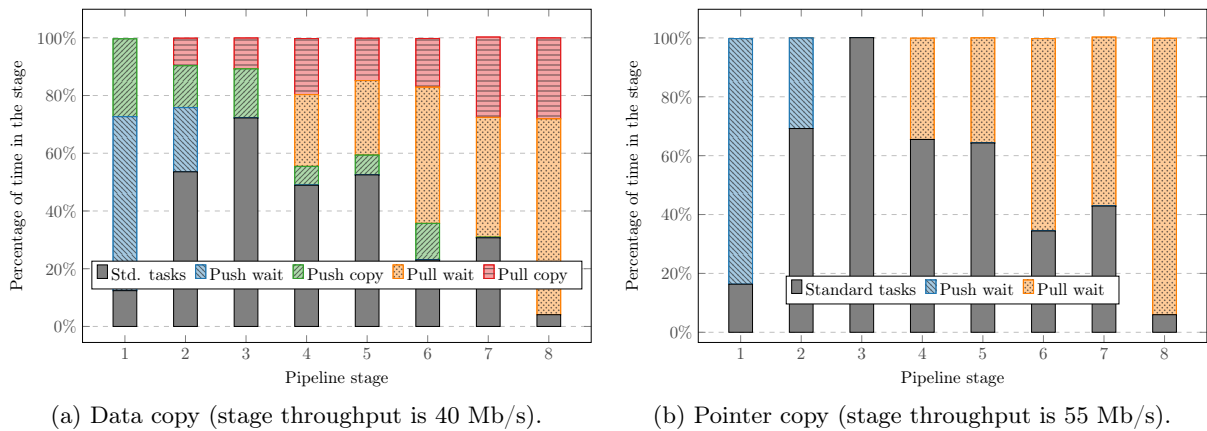 Percentage of time in the stage
100%
80%
60%
40%
20%
0%
Std. tasks Push wait Push copy Pull wait Pull copy
1 2 3 4 5 6 7 8
Pipeline stage
(a) Data copy (stage throughput is 40 Mb/s).
Percentage of time in the stage
100%
80%
60%
40%
20%
0%
Standard tasks Push wait Pull wait
1 2 3 4 5 6 7 8
Pipeline stage
(b) Pointer copy (stage throughput is 55 Mb/s).